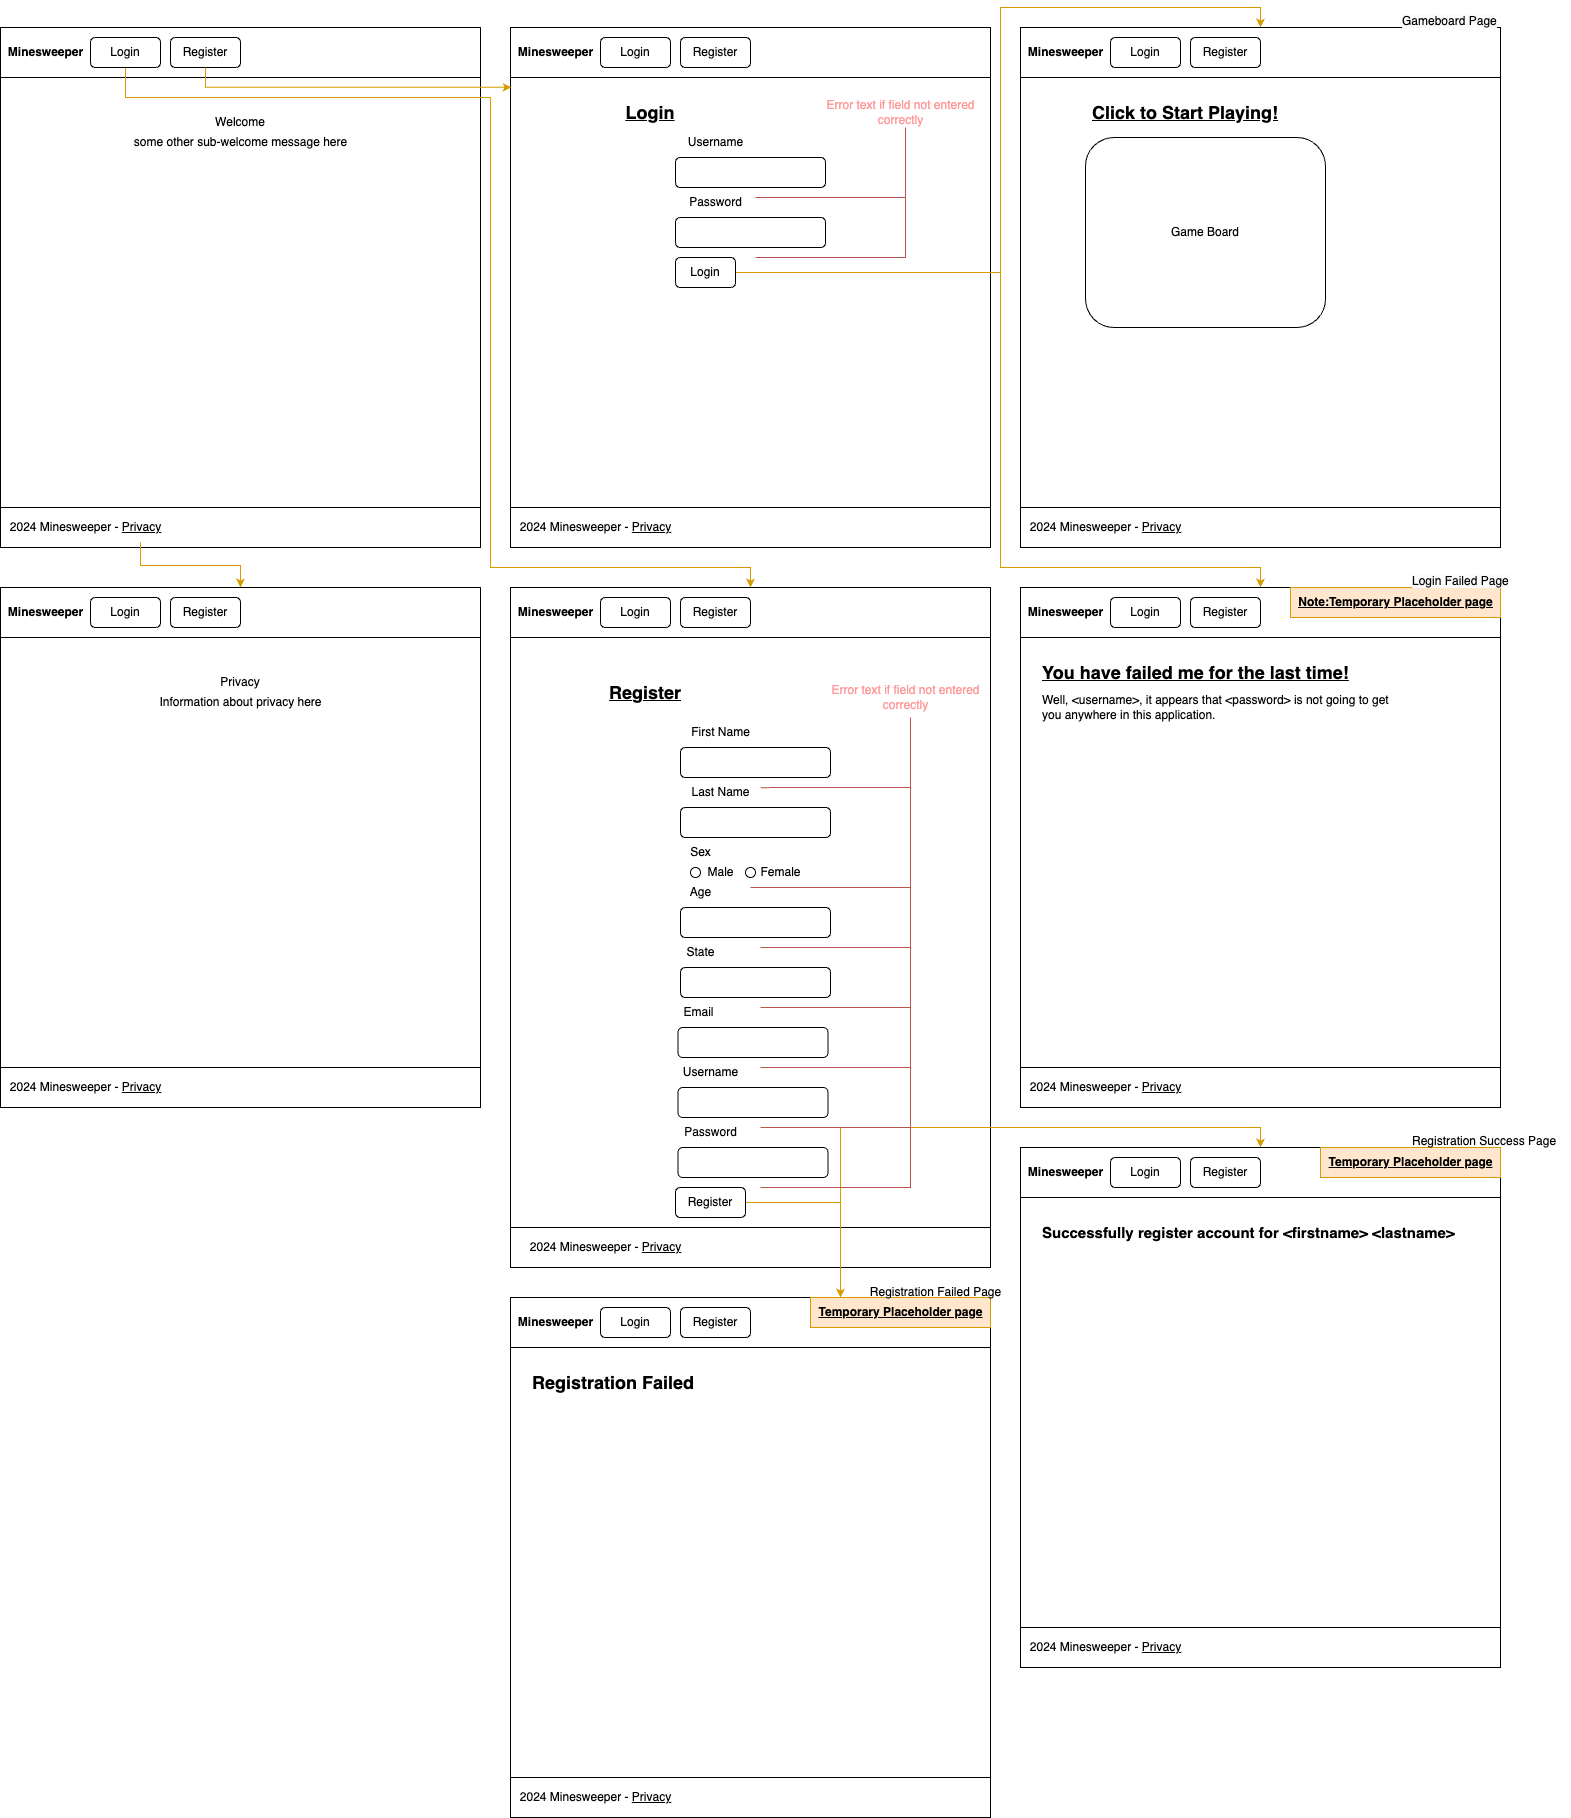 Minesweeper
Login
Register
Welcome
some other sub-welcome message here
2024 Minesweeper - Privacy
Minesweeper
Login
Register
Login
Error text if field not entered
correctly
Username
Password
Login
2024 Minesweeper - Privacy
Gameboard Page
Minesweeper
Login
Register
Click to Start Playing!
Game Board
2024 Minesweeper - Privacy
Minesweeper
Login
Register
Privacy
Information about privacy here
2024 Minesweeper - Privacy
Minesweeper
Login
Register
Register
Error text if field not entered
correctly
First Name
Last Name
Sex
Male
Female
Age
State
Email
Username
Password
Register
2024 Minesweeper - Privacy
Login Failed Page
Note:Temporary Placeholder page
Minesweeper
Login
Register
You have failed me for the last time!
Well, <username>, it appears that <password> is not going to get
you anywhere in this application.
2024 Minesweeper - Privacy
Registration Success Page
Temporary Placeholder page
Minesweeper
Login
Register
Successfully register account for <firstname> <lastname>
2024 Minesweeper - Privacy
Registration Failed Page
Temporary Placeholder page
Minesweeper
Login
Register
Registration Failed
2024 Minesweeper - Privacy